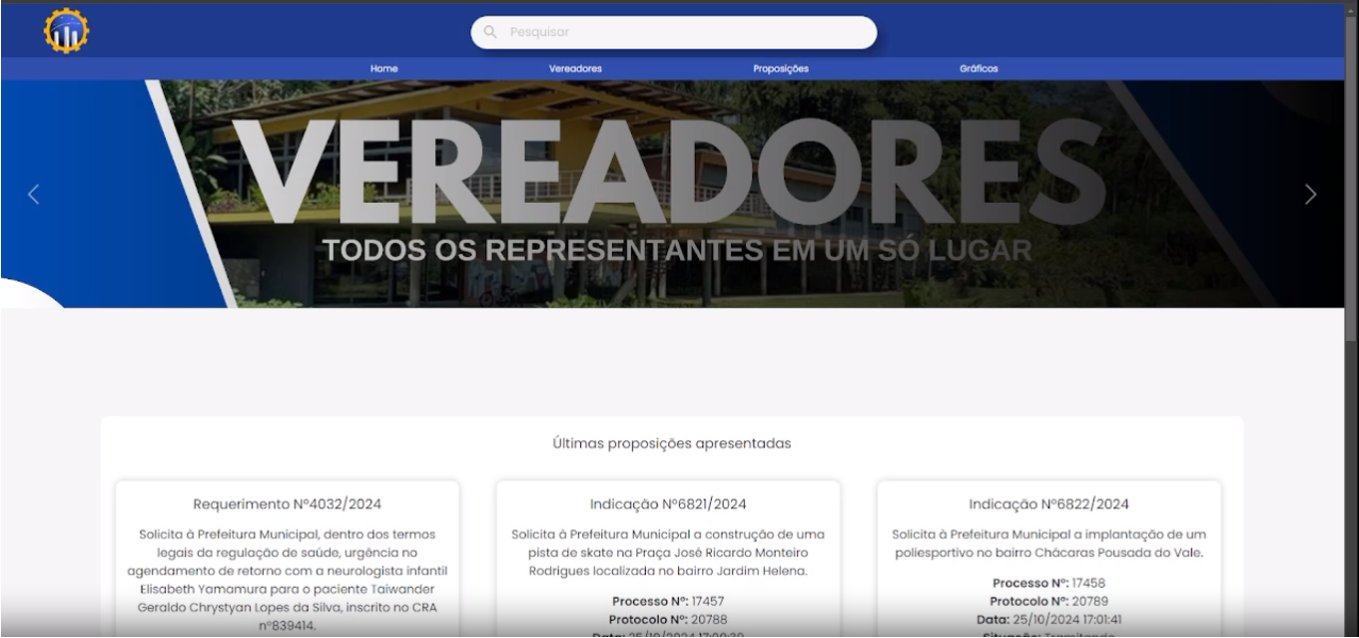 Pesquisar
Home Vereadores Proposições Gráficos
VEREADORES
TODOS OS REPRESENTANTES EM UM SÓ LUGAR
Últimas proposições apresentadas
Requerimento Nº4032/2024
Solicita à Prefeitura Municipal, dentro dos termos
legais da regulação de saúde, urgência no
agendamento de retorno com a neurologista infantil
Elisabeth Yamamura para o paciente Taiwander
Geraldo Chrystyan Lopes da Silva, inscrito no CRA
nº839414.
Indicação Nº6821/2024
Solicita à Prefeitura Municipal a construção de uma
pista de skate na Praça José Ricardo Monteiro
Rodrigues localizada no bairro Jardim Helena.
Processo Nº: 17457
Protocolo Nº: 20788
Data: 25/10/2024 17:00:39
Indicação Nº6822/2024
Solicita à Prefeitura Municipal a implantação de um
poliesportivo no bairro Chácaras Pousada do Vale.
Processo Nº: 17458
Protocolo Nº: 20789
Data: 25/10/2024 17:01:41
Situação: Tramitando